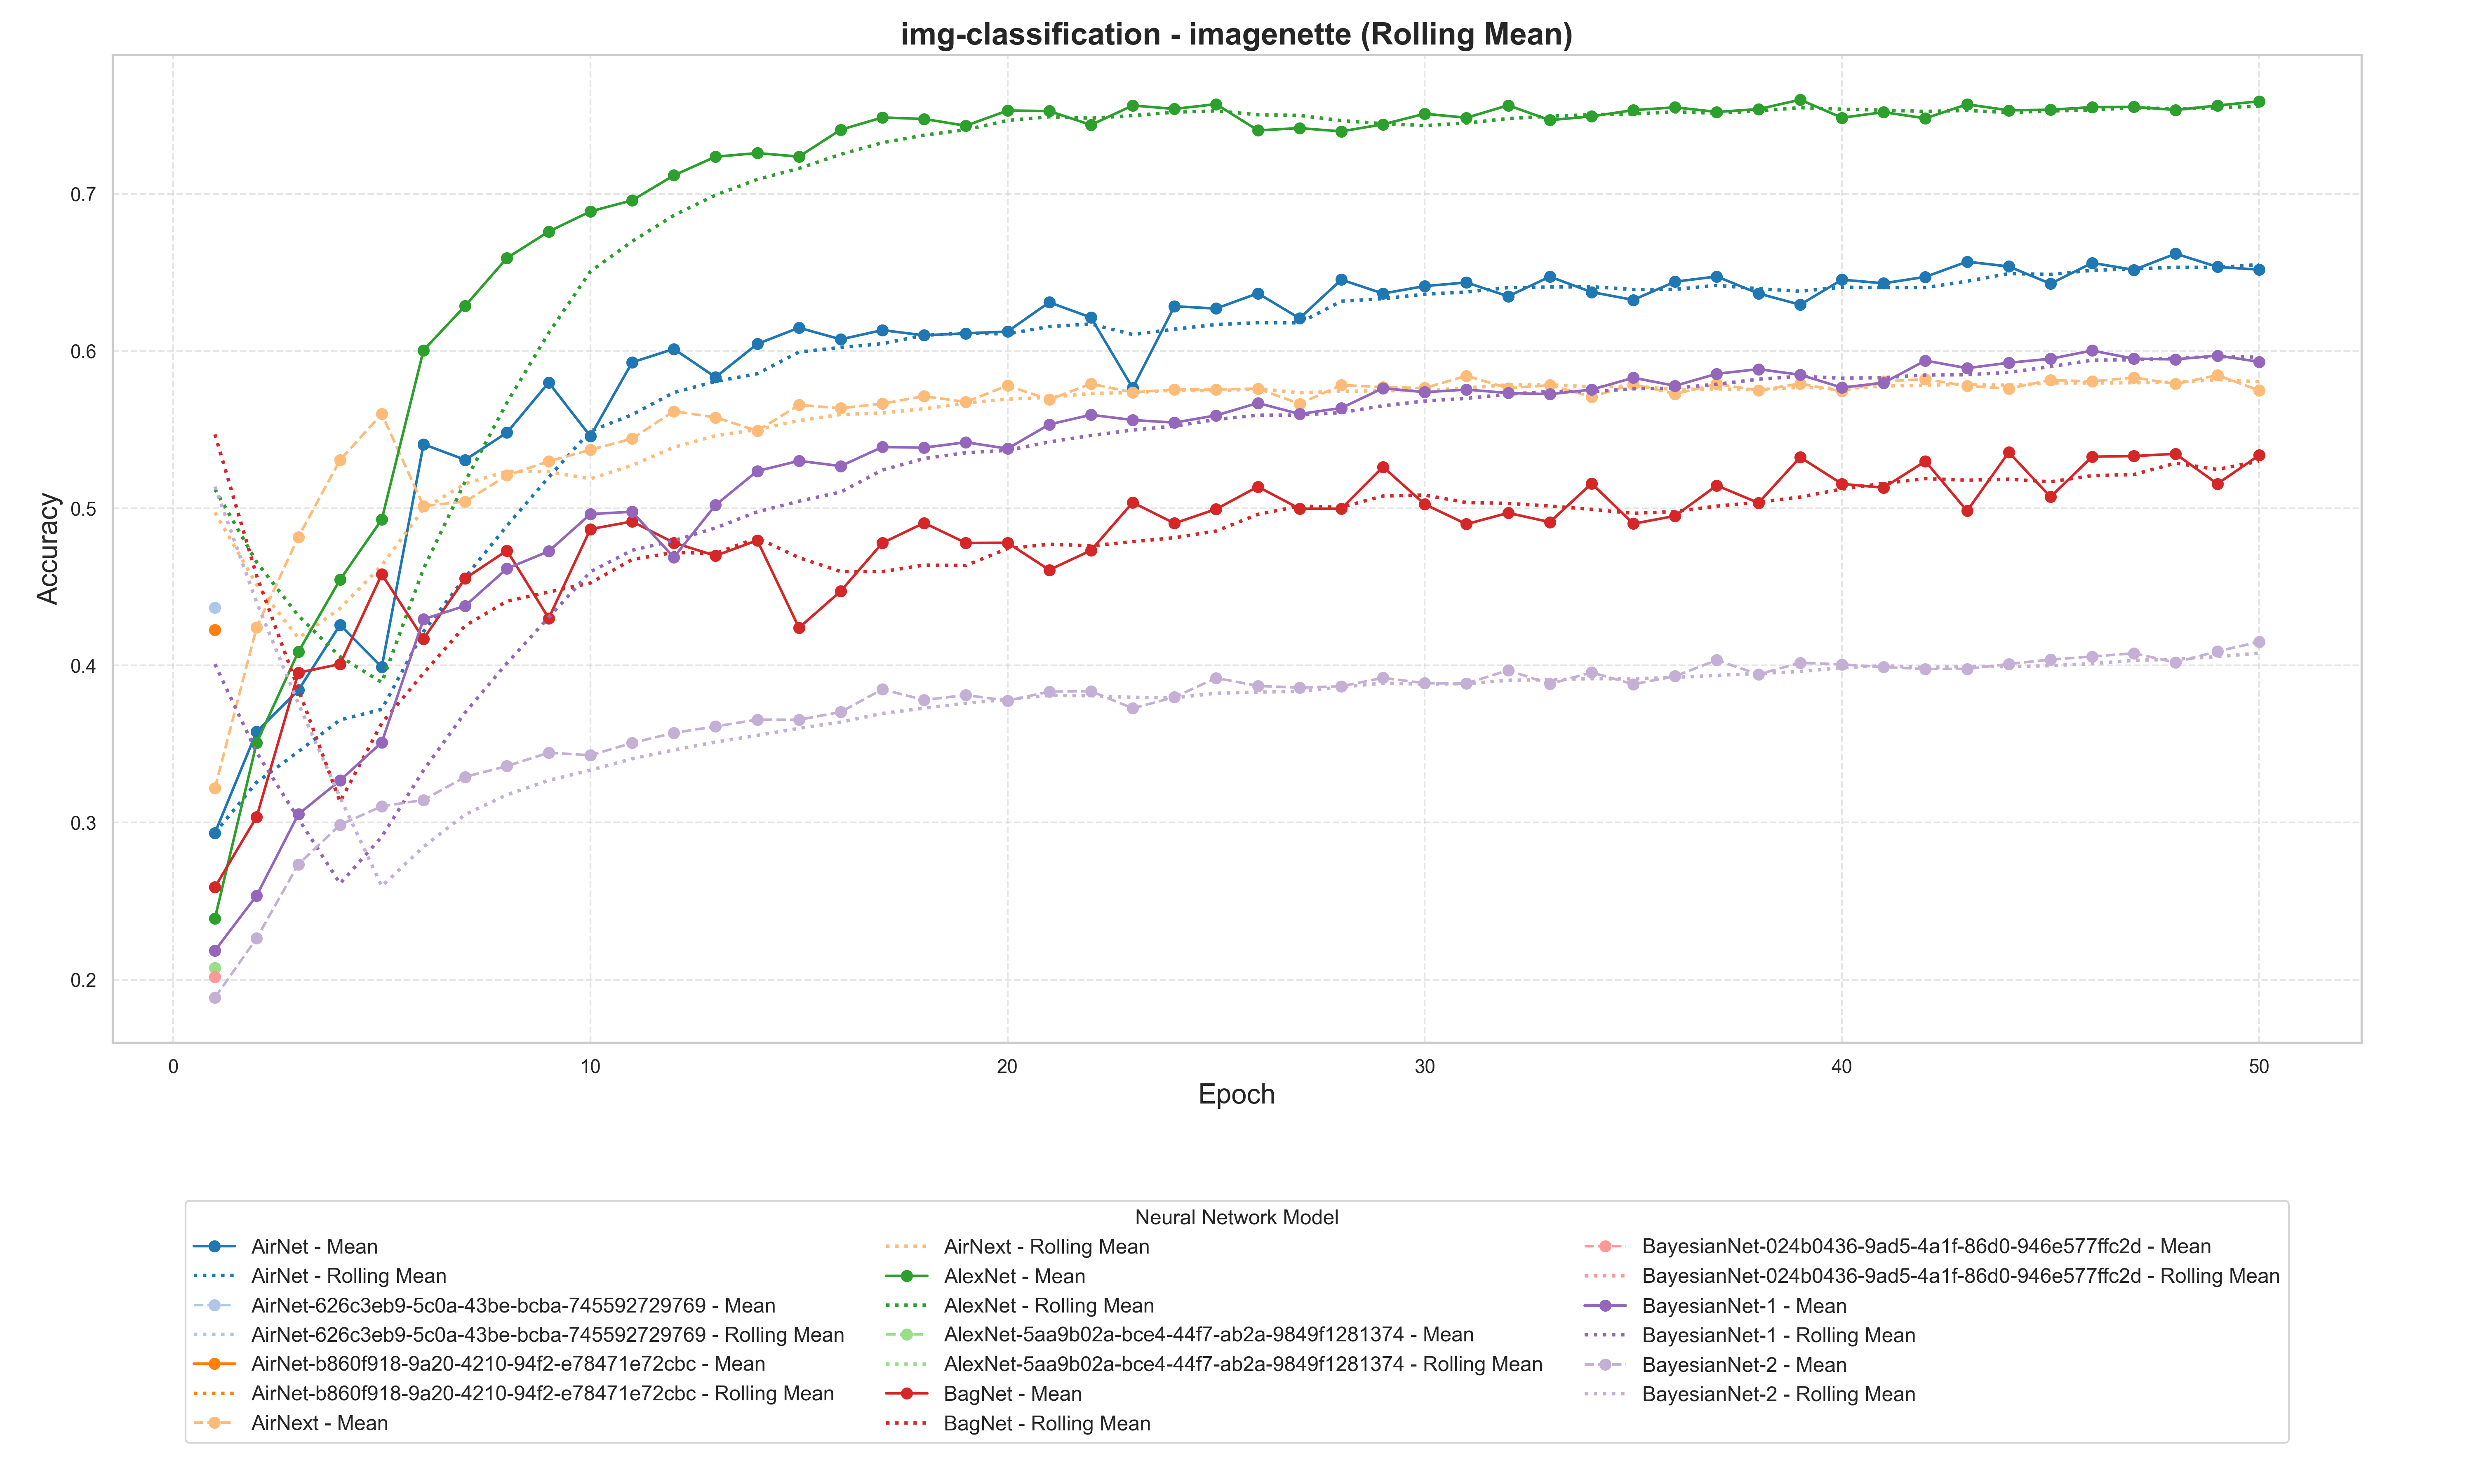 img-classification - imagenette (Rolling Mean)
Accuracy
0.7
0.6
0.5
0.4
0.3
0.2
0 10 20 30 40 50
Epoch
Neural Network Model
AirNet - Mean
AirNet - Rolling Mean
AirNet-626c3eb9-5c0a-43be-bcba-745592729769 - Mean
AirNet-626c3eb9-5c0a-43be-bcba-745592729769 - Rolling Mean
AirNet-b860f918-9a20-4210-94f2-e78471e72cbc - Mean
AirNet-b860f918-9a20-4210-94f2-e78471e72cbc - Rolling Mean
AirNext - Mean
AirNext - Rolling Mean
AlexNet - Mean
AlexNet - Rolling Mean
AlexNet-5aa9b02a-bce4-44f7-ab2a-9849f1281374 - Mean
AlexNet-5aa9b02a-bce4-44f7-ab2a-9849f1281374 - Rolling Mean
BagNet - Mean
BagNet - Rolling Mean
BayesianNet-024b0436-9ad5-4a1f-86d0-946e577ffc2d - Mean
BayesianNet-024b0436-9ad5-4a1f-86d0-946e577ffc2d - Rolling Mean
BayesianNet-1 - Mean
BayesianNet-1 - Rolling Mean
BayesianNet-2 - Mean
BayesianNet-2 - Rolling Mean